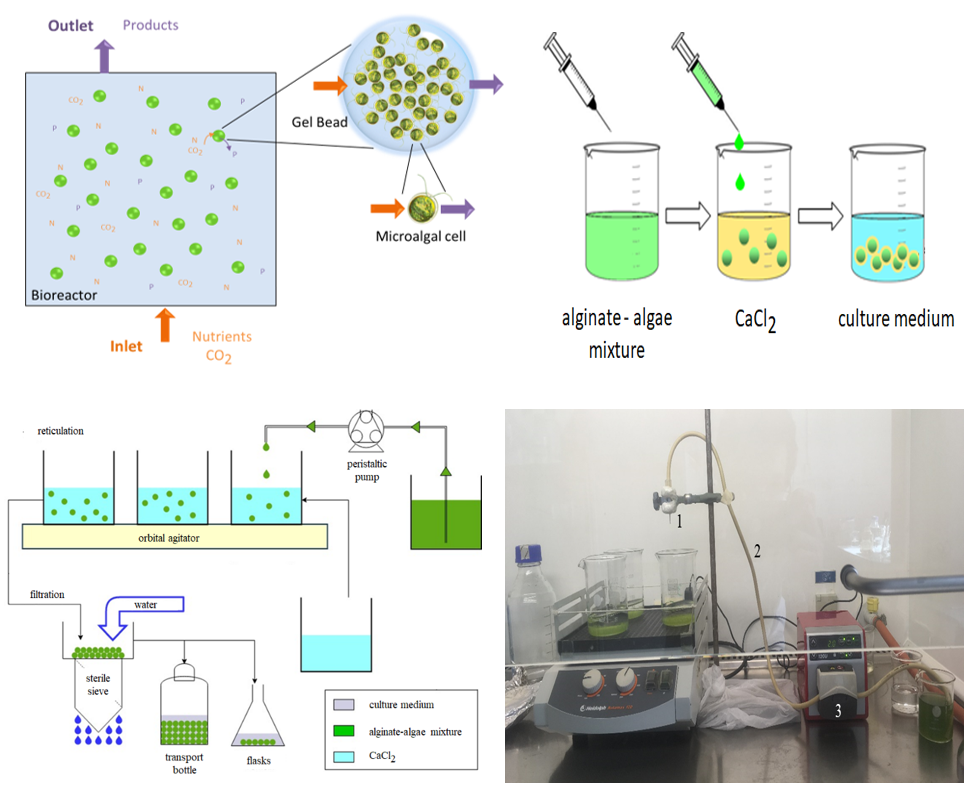 Outlet
Products
CO2
N
P
N
P
N
N
N
CO2
P
N
P
N
CO2
P
CO2
N
N
N
N
P
CO2
N
P
Bioreactor
Inlet
Nutrients
CO2
Gel Bead
Microalgal cell
alginate - algae
mixture
CaCl2
culture medium
reticulation
peristaltic
pump
orbital agitator
filtration
water
sterile
sieve
transport
bottle
flasks
culture medium
alginate-algae mixture
CaCl2
1
2
3